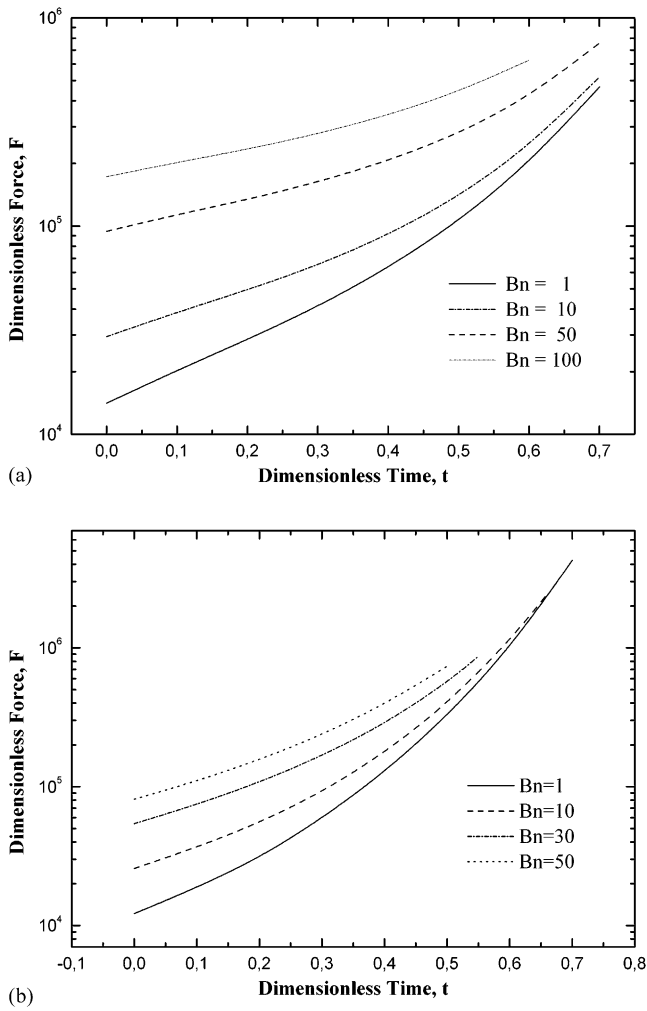 10^6
10^5
10^4
Dimensionless Force, F
Bn = 1
Bn = 10
Bn = 50
Bn = 100
0,0 0,1 0,2 0,3 0,4 0,5 0,6 0,7
Dimensionless Time, t
(a)
10^6
10^5
10^4
Dimensionless Force, F
Bn=1
Bn=10
Bn=30
Bn=50
-0,1 0,0 0,1 0,2 0,3 0,4 0,5 0,6 0,7 0,8
Dimensionless Time, t
(b)